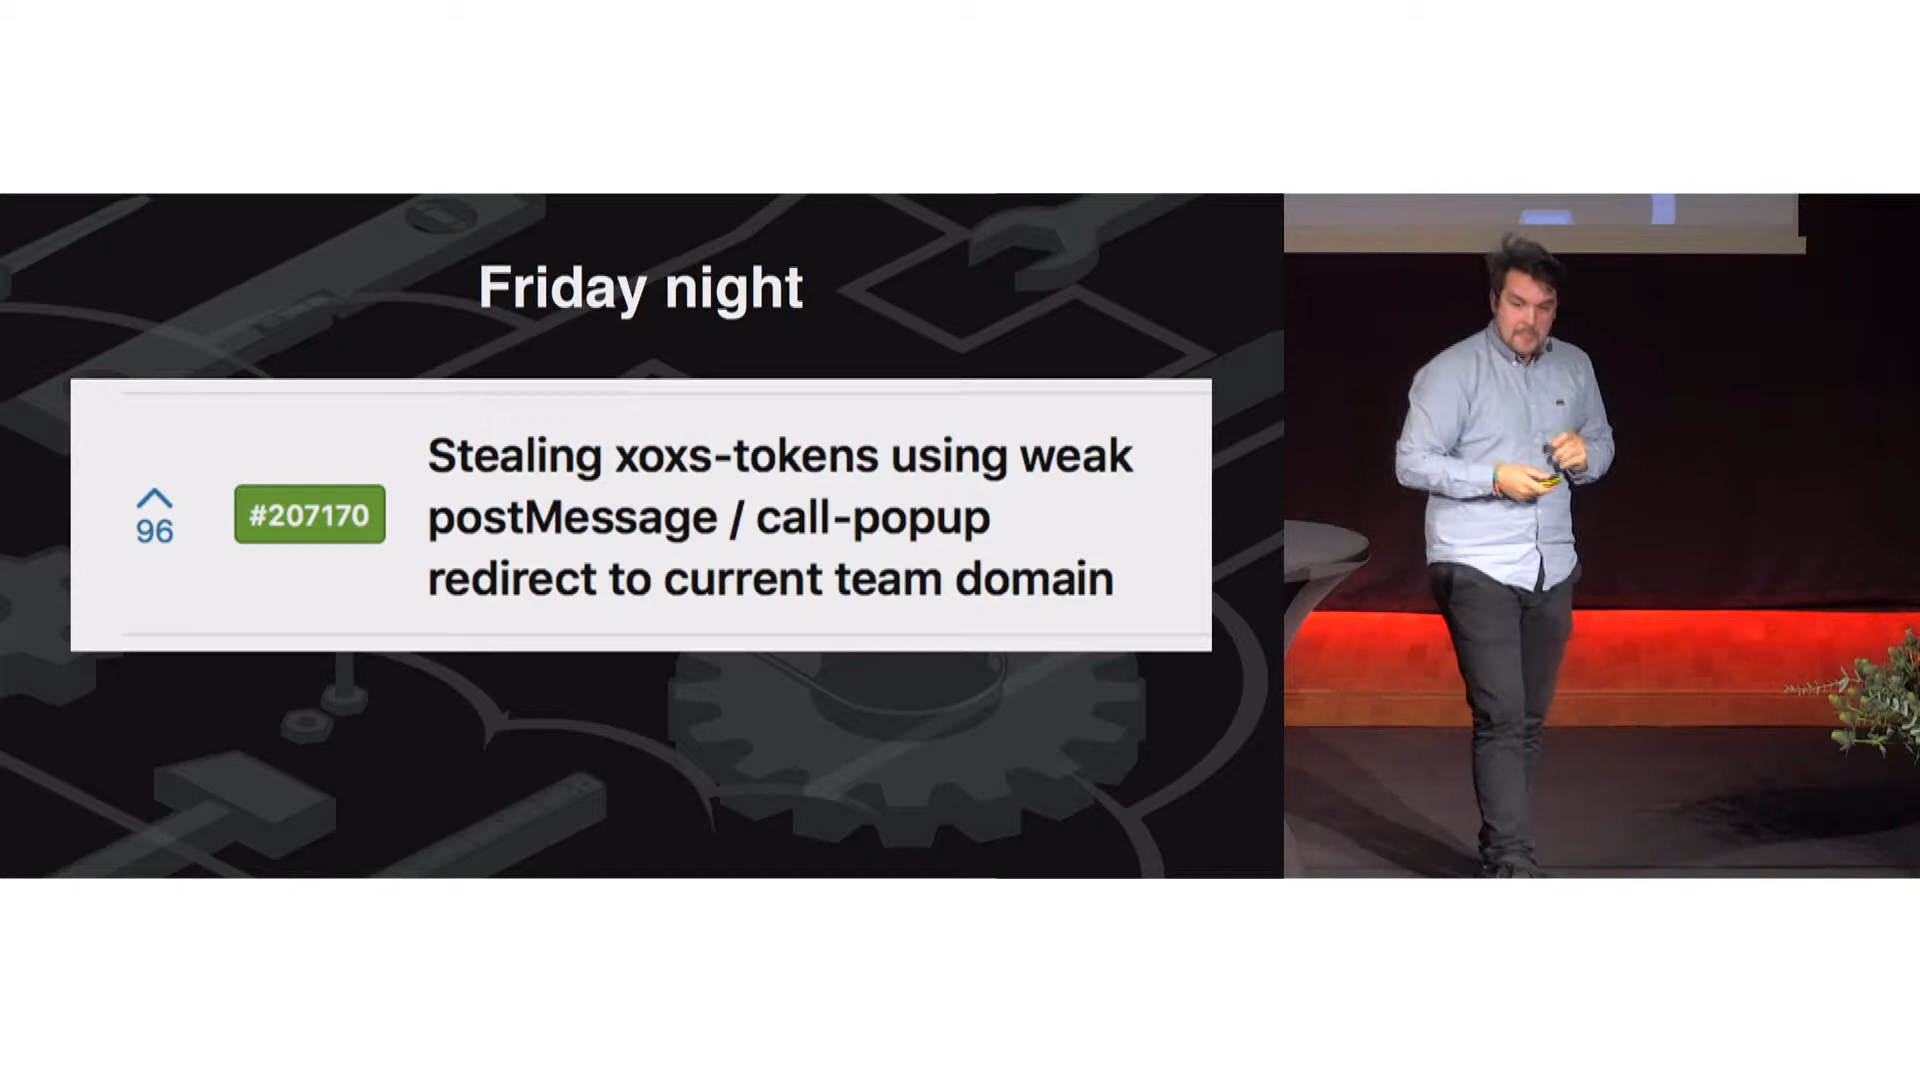 Friday night
96
#207170
Stealing xoxs-tokens using weak
postMessage / call-popup
redirect to current team domain